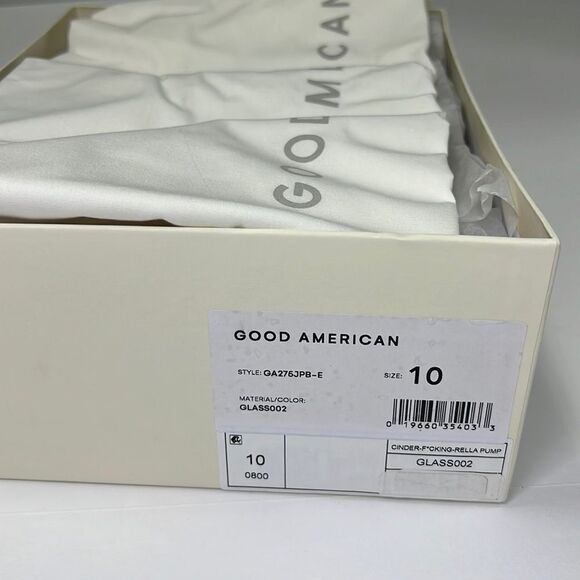 GOOD MICAN
GOOD AMERICAN
STYLE: GA275JPB-E
SIZE: 10
MATERIAL/COLOR:
GLASS002
0 19660 35403 3
10
0800
CINDER-F*CKING-RELLA PUMP
GLASS002